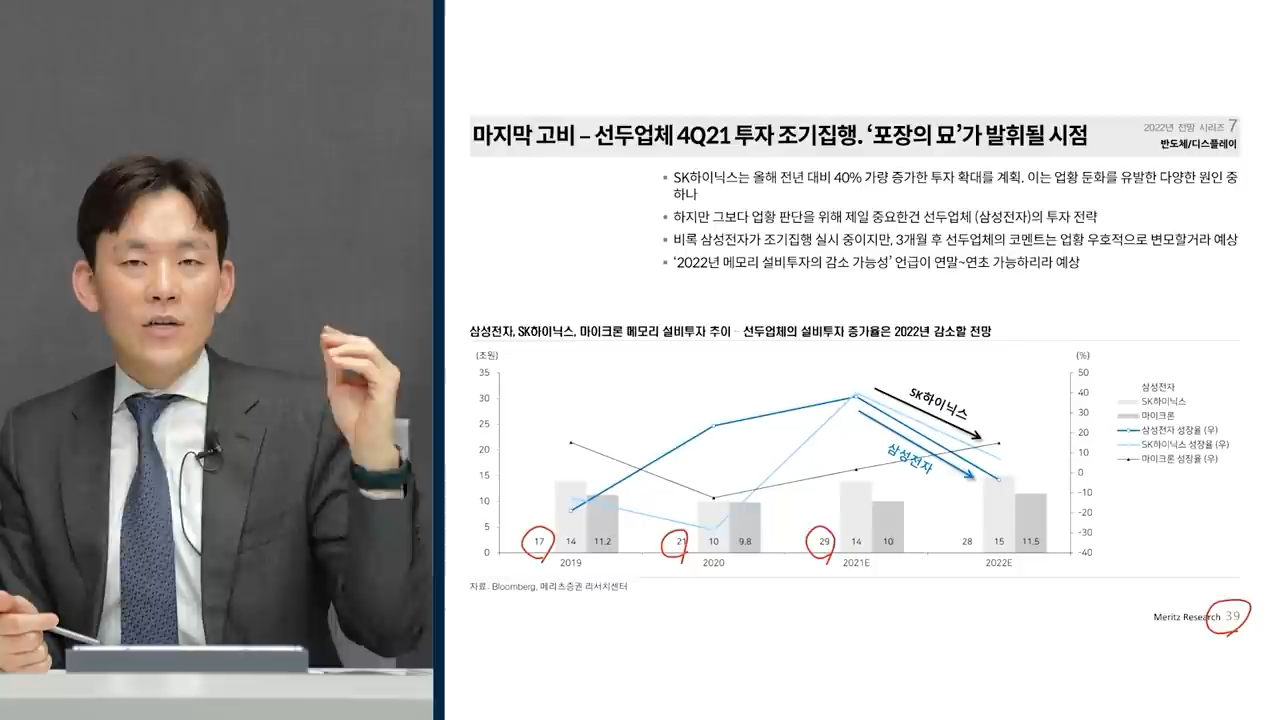 마지막 고비 – 선두업체 4Q21 투자 조기집행. ‘포장의 묘’가 발휘될 시점
2022년 전망 시리즈 7
반도체/디스플레이
▪ SK하이닉스는 올해 전년 대비 40% 가량 증가한 투자 확대를 계획. 이는 업황 둔화를 유발한 다양한 원인 중
하나
▪ 하지만 그보다 업황 판단을 위해 제일 중요한건 선두업체 (삼성전자)의 투자 전략
▪ 비록 삼성전자가 조기집행 실시 중이지만, 3개월 후 선두업체의 코멘트는 업황 우호적으로 변모할거라 예상
▪ ‘2022년 메모리 설비투자의 감소 가능성’ 언급이 연말~연초 가능하리라 예상
삼성전자, SK하이닉스, 마이크론 메모리 설비투자 추이 – 선두업체의 설비투자 증가율은 2022년 감소할 전망
(조원)
(%)
35
30
25
20
15
10
5
0
50
40
30
20
10
0
-10
-20
-30
-40
SK하이닉스
삼성전자
17 14 11.2
21 10 9.8
29 14 10
28 15 11.5
2019 2020 2021E 2022E
삼성전자
SK하이닉스
마이크론
삼성전자 성장율 (우)
SK하이닉스 성장율 (우)
마이크론 성장율 (우)
자료: Bloomberg, 메리츠증권 리서치센터
Meritz Research 39